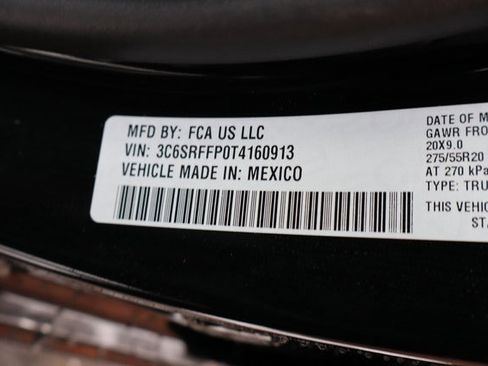 MFD BY: FCA US LLC
VIN: 3C6SRFFP0T4160913
VEHICLE MADE IN: MEXICO
DATE OF M
GAWR FRO
20X9.0
275/55R20
AT 270 kPa
TYPE: TRU
THIS VEHIC
STA